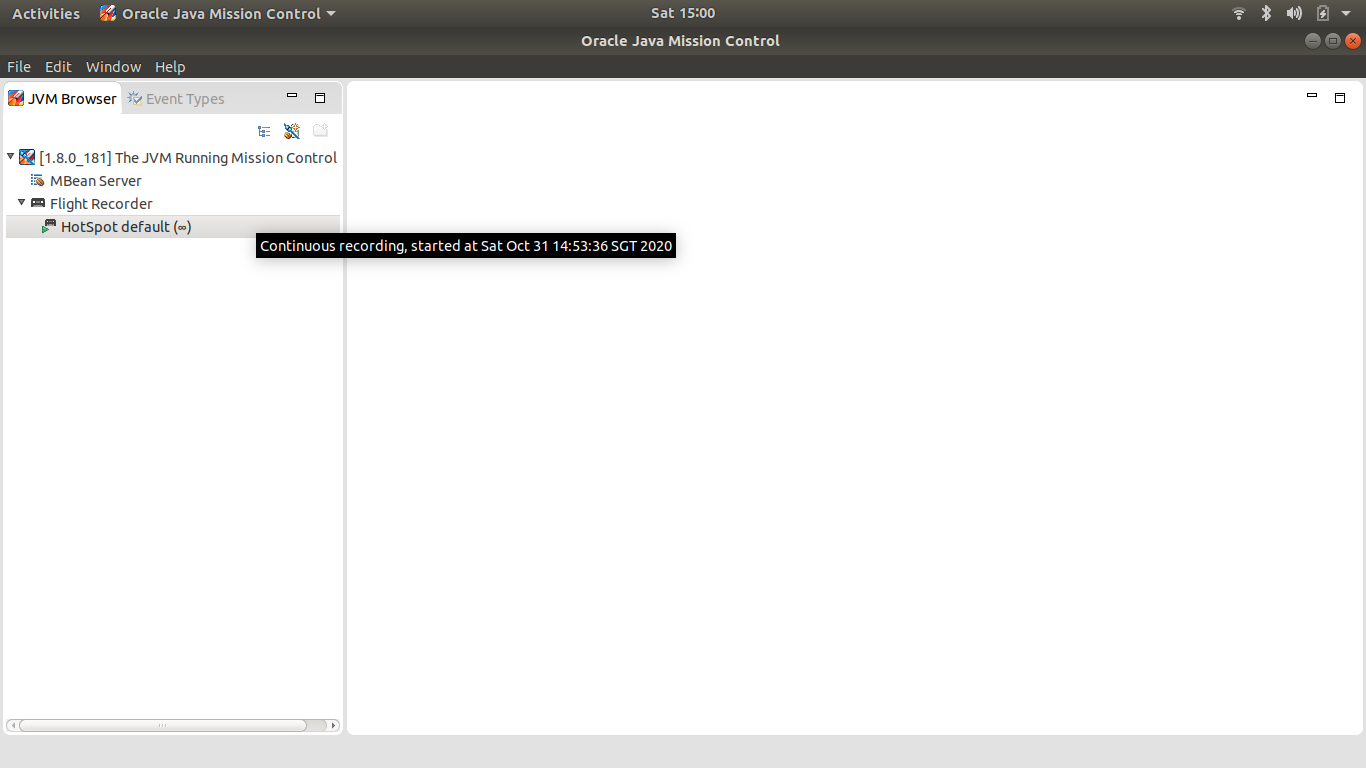 Activities Oracle Java Mission Control Sat 15:00
Oracle Java Mission Control
File Edit Window Help
JVM Browser Event Types
[1.8.0_181] The JVM Running Mission Control
MBean Server
Flight Recorder
HotSpot default (∞)
Continuous recording, started at Sat Oct 31 14:53:36 SGT 2020